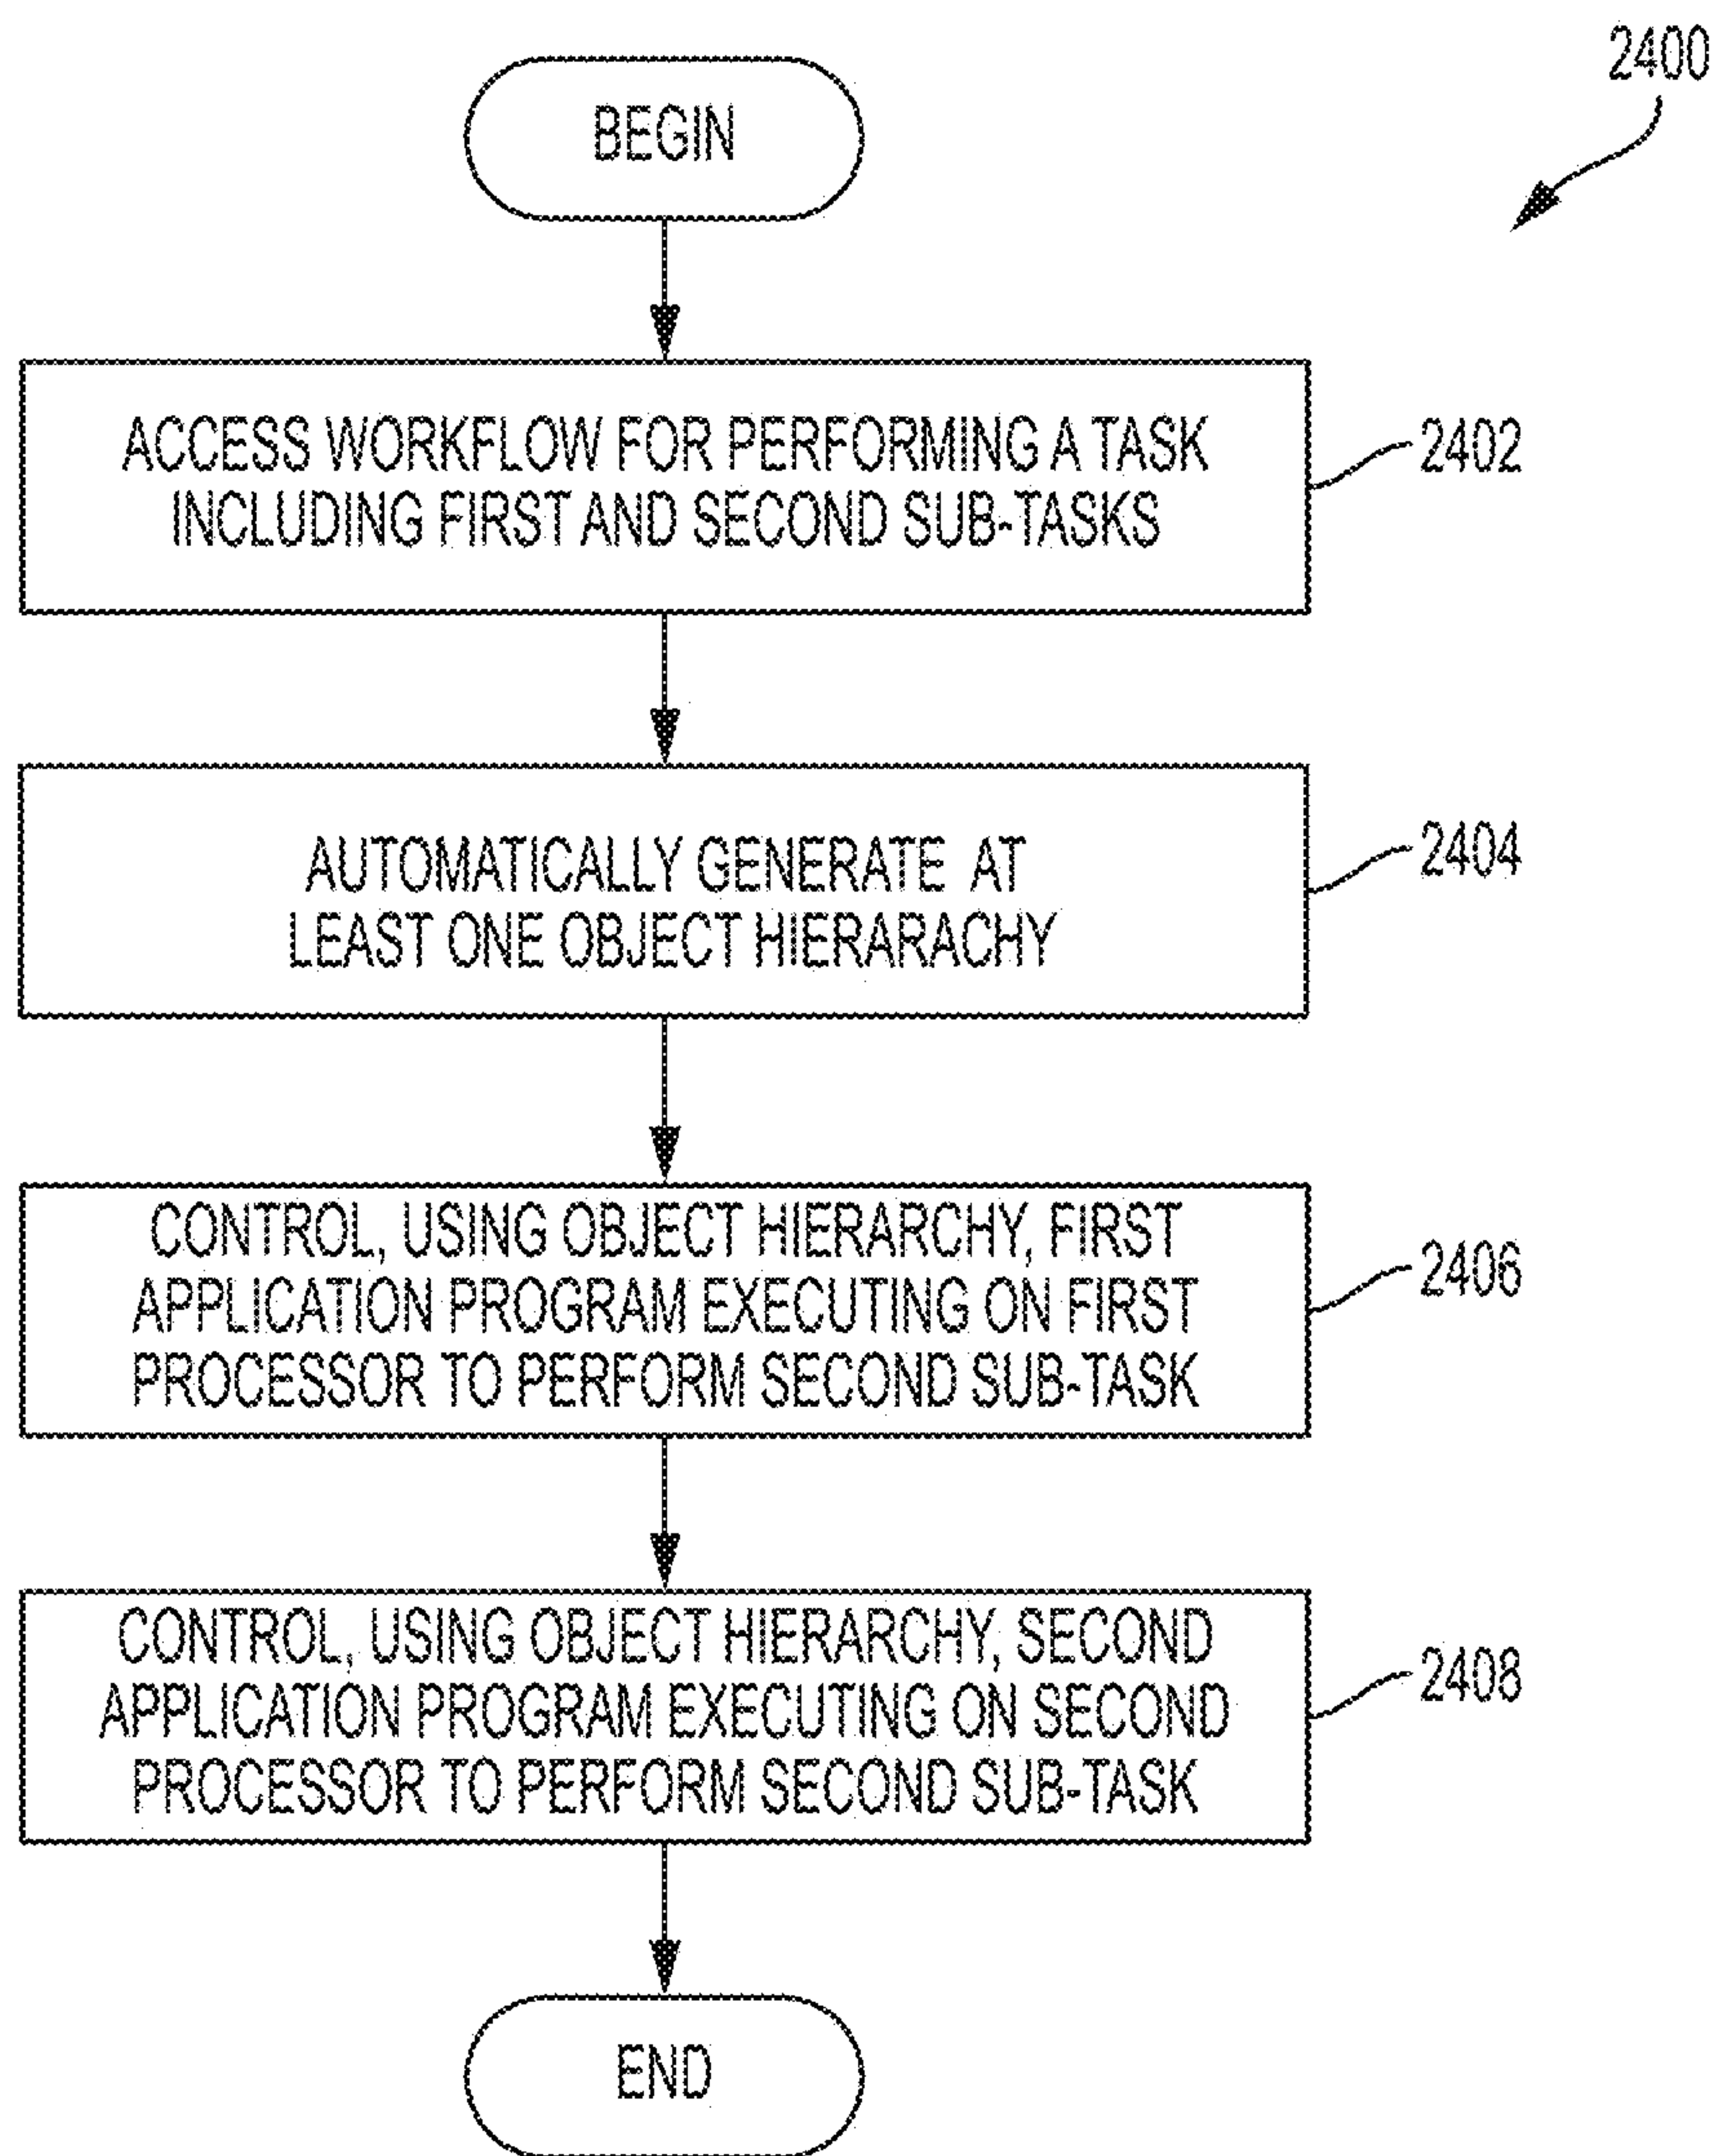 2400
BEGIN
ACCESS WORKFLOW FOR PERFORMING A TASK
INCLUDING FIRST AND SECOND SUB-TASKS
2402
AUTOMATICALLY GENERATE AT
LEAST ONE OBJECT HIERARACHY
2404
CONTROL, USING OBJECT HIERARCHY, FIRST
APPLICATION PROGRAM EXECUTING ON FIRST
PROCESSOR TO PERFORM SECOND SUB-TASK
2406
CONTROL, USING OBJECT HIERARCHY, SECOND
APPLICATION PROGRAM EXECUTING ON SECOND
PROCESSOR TO PERFORM SECOND SUB-TASK
2408
END